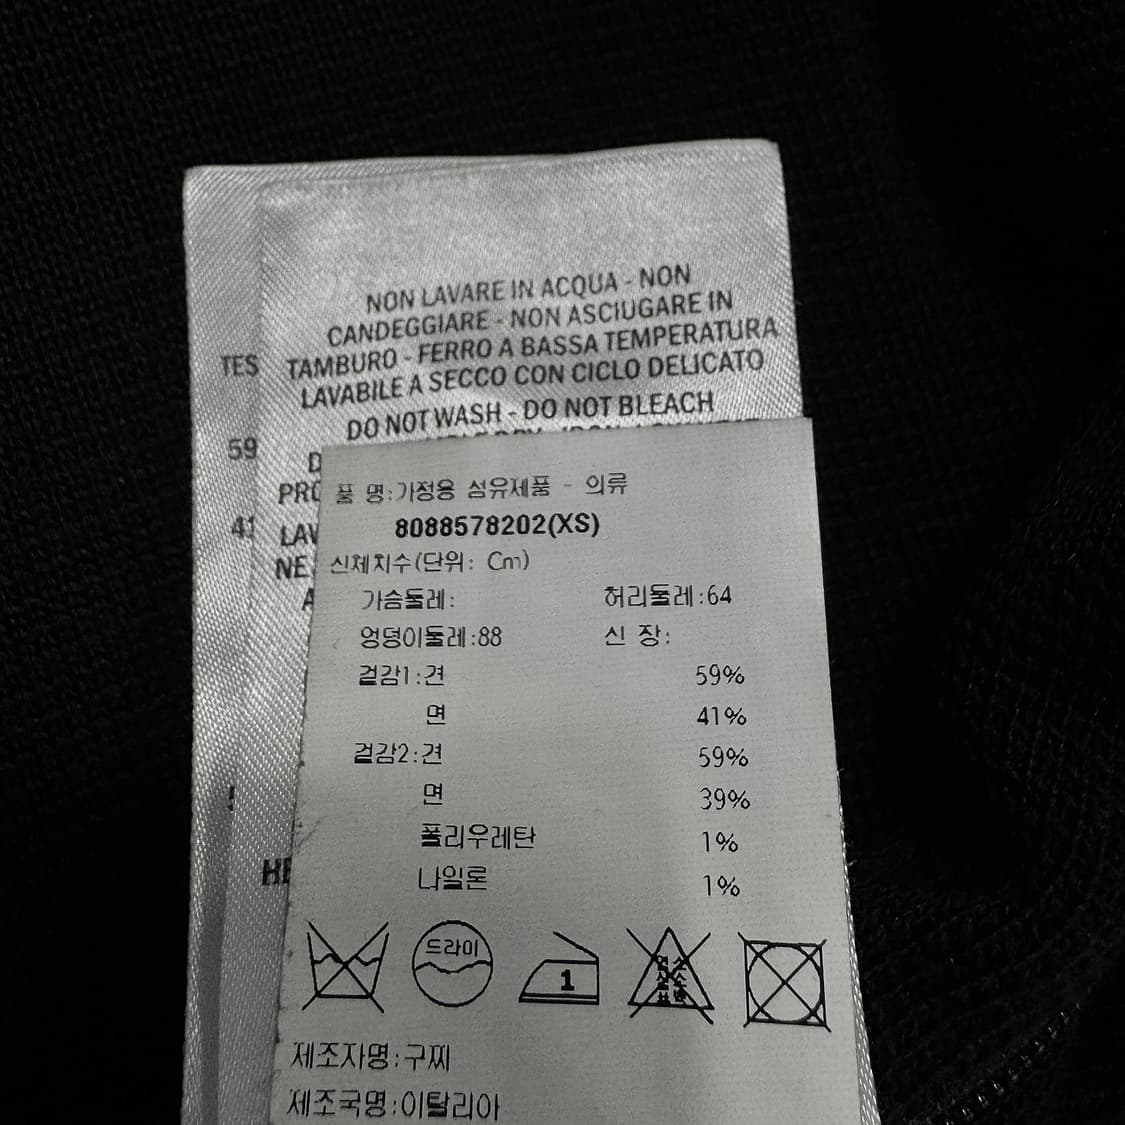 NON LAVARE IN ACQUA - NON
CANDEGGIARE - NON ASCIUGARE IN
TAMBURO - FERRO A BASSA TEMPERATURA
LAVABILE A SECCO CON CICLO DELICATO
DO NOT WASH - DO NOT BLEACH
TES
59
41
D
PRO
LAV
NE
A
HE
품 명:가정용 섬유제품 - 의류
8088578202(XS)
신체치수(단위: Cm)
가슴둘레: 허리둘레:64
엉덩이둘레:88 신 장:
겉감1:견 59%
면 41%
겉감2:견 59%
면 39%
폴리우레탄 1%
나일론 1%
드라이
1
제조자명:구찌
제조국명:이탈리아